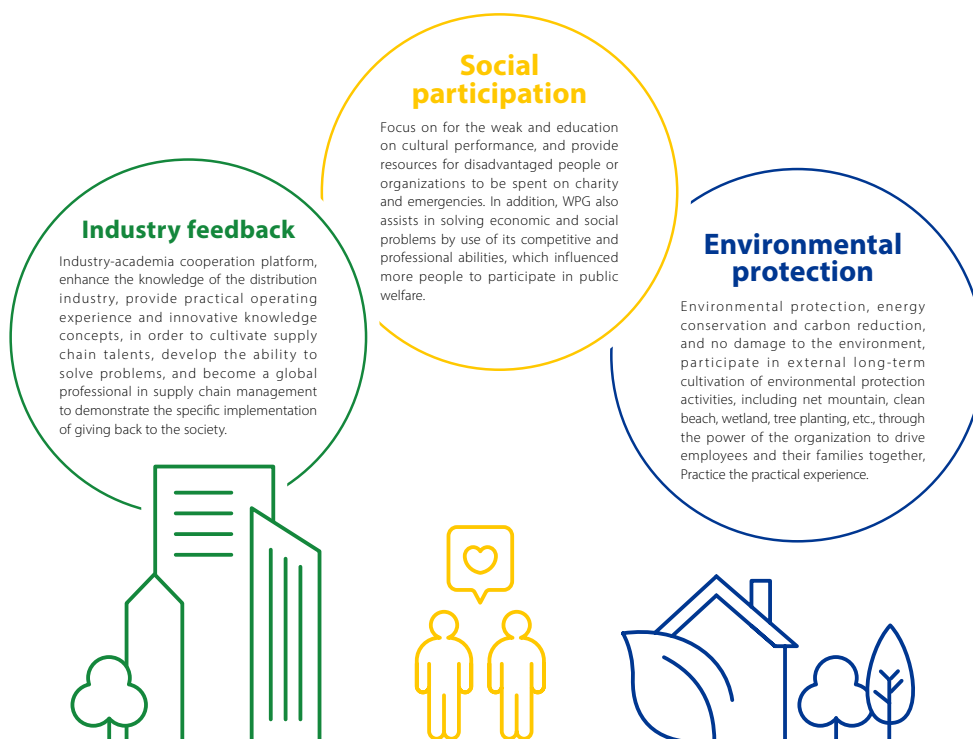 Industry feedback
Industry-academia cooperation platform,
enhance the knowledge of the distribution
industry, provide practical operating
experience and innovative knowledge
concepts, in order to cultivate supply
chain talents, develop the ability to
solve problems, and become a global
professional in supply chain management
to demonstrate the specific implementation
of giving back to the society.
Social
participation
Focus on for the weak and education
on cultural performance, and provide
resources for disadvantaged people or
organizations to be spent on charity
and emergencies. In addition, WPG also
assists in solving economic and social
problems by use of its competitive and
professional abilities, which influenced
more people to participate in public
welfare.
Environmental
protection
Environmental protection, energy
conservation and carbon reduction,
and no damage to the environment,
participate in external long-term
cultivation of environmental protection
activities, including net mountain, clean
beach, wetland, tree planting, etc., through
the power of the organization to drive
employees and their families together,
Practice the practical experience.